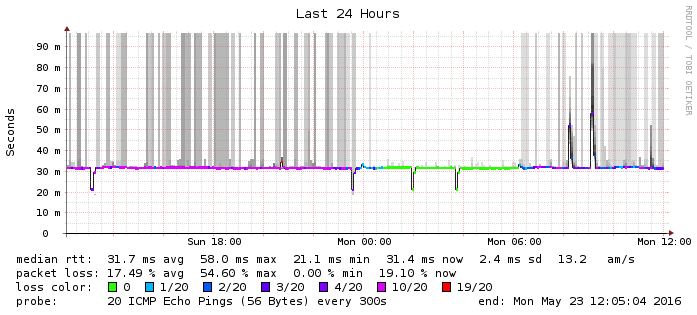 Last 24 Hours
RRDTOOL / TOBI OETIKER
Seconds
90 m
80 m
70 m
60 m
50 m
40 m
30 m
20 m
10 m
0
Sun 18:00 Mon 00:00 Mon 06:00 Mon 12:00
median rtt: 31.7 ms avg 58.0 ms max 21.1 ms min 31.4 ms now 2.4 ms sd 13.2 am/s
packet loss: 17.49 % avg 54.60 % max 0.00 % min 19.10 % now
loss color: 0 1/20 2/20 3/20 4/20 10/20 19/20
probe: 20 ICMP Echo Pings (56 Bytes) every 300s end: Mon May 23 12:05:04 2016